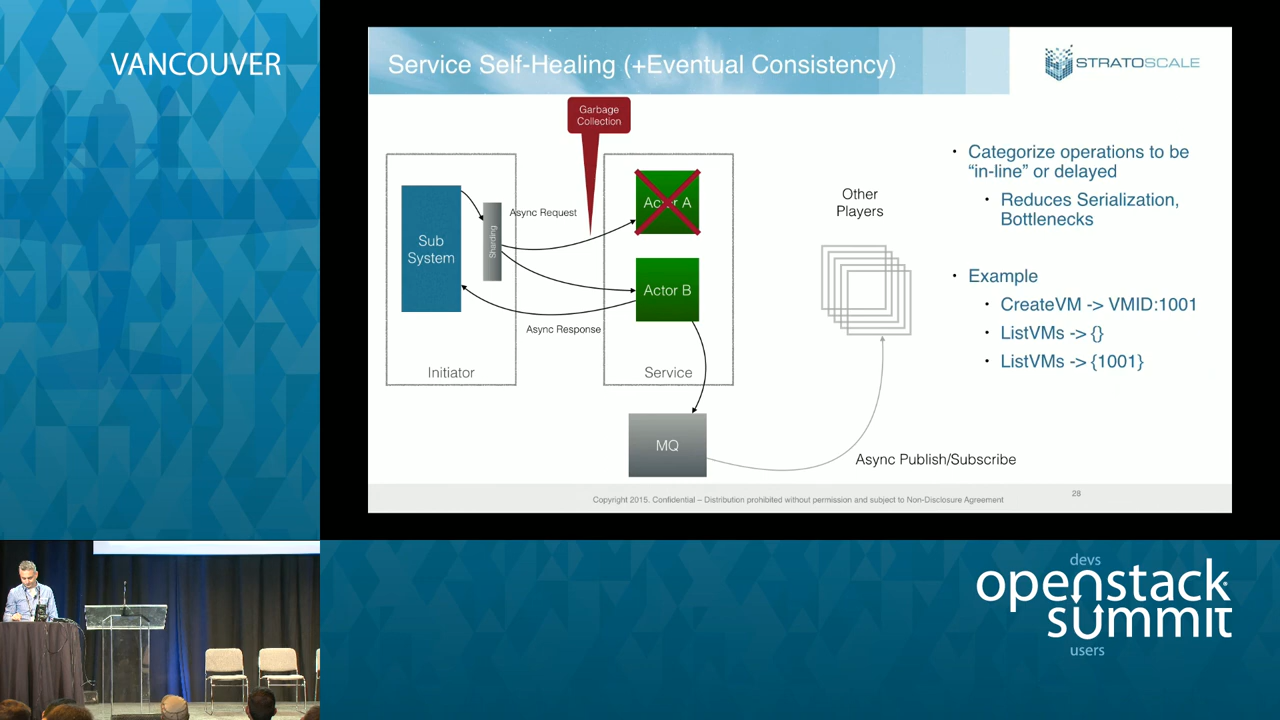 VANCOUVER
Service Self-Healing (+Eventual Consistency)
STRATOSCALE
Garbage
Collection
Sub
System
Sharding
Async Request
Async Response
Initiator
Actor A
Actor B
Service
MQ
Other
Players
Async Publish/Subscribe
• Categorize operations to be
"in-line" or delayed
• Reduces Serialization,
Bottlenecks
• Example
• CreateVM -> VMID:1001
• ListVMs -> {}
• ListVMs -> {1001}
Copyright 2015. Confidential – Distribution prohibited without permission and subject to Non-Disclosure Agreement
28
devs
openstack
summit
users